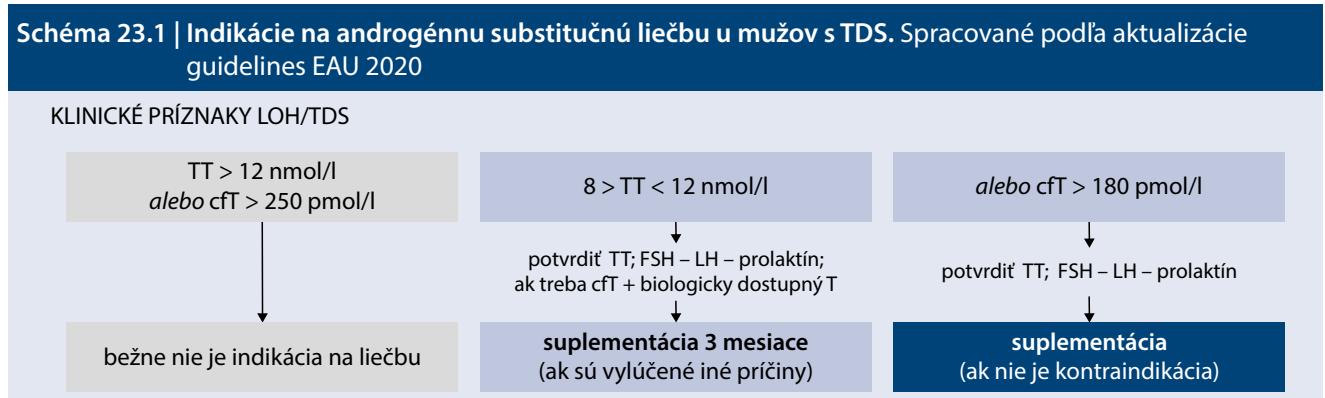 Schéma 23.1 | Indikácie na androgénnu substitučnú liečbu u mužov s TDS. Spracované podľa aktualizácie
guidelines EAU 2020
KLINICKÉ PRÍZNAKY LOH/TDS
TT > 12 nmol/l
alebo cfT > 250 pmol/l
bežne nie je indikácia na liečbu
8 > TT < 12 nmol/l
potvrdiť TT; FSH – LH – prolaktín;
ak treba cfT + biologicky dostupný T
suplementácia 3 mesiace
(ak sú vylúčené iné príčiny)
alebo cfT > 180 pmol/l
potvrdiť TT; FSH – LH – prolaktín
suplementácia
(ak nie je kontraindikácia)